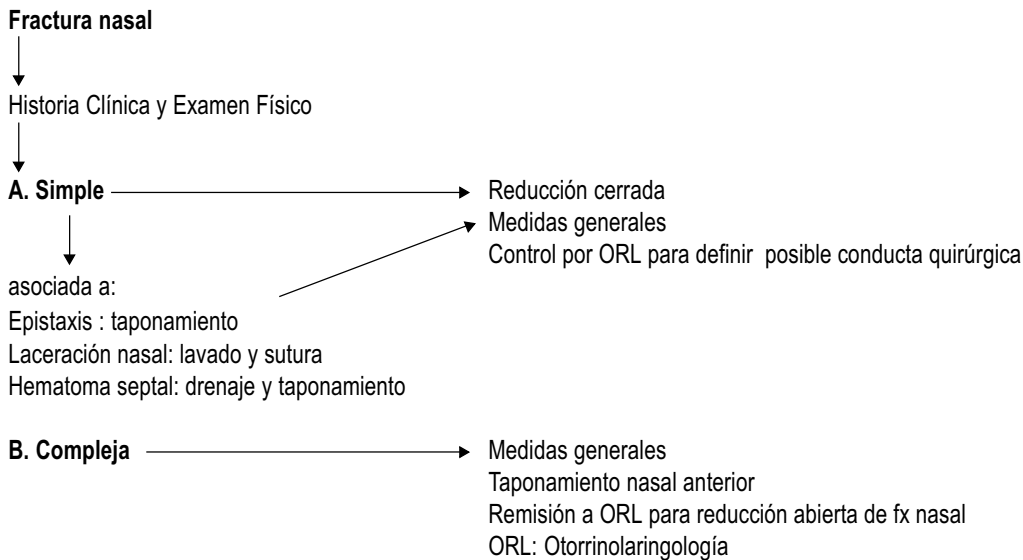 Fractura nasal
Historia Clínica y Examen Físico
A. Simple
Reducción cerrada
Medidas generales
Control por ORL para definir posible conducta quirúrgica
asociada a:
Epistaxis : taponamiento
Laceración nasal: lavado y sutura
Hematoma septal: drenaje y taponamiento
B. Compleja
Medidas generales
Taponamiento nasal anterior
Remisión a ORL para reducción abierta de fx nasal
ORL: Otorrinolaringología